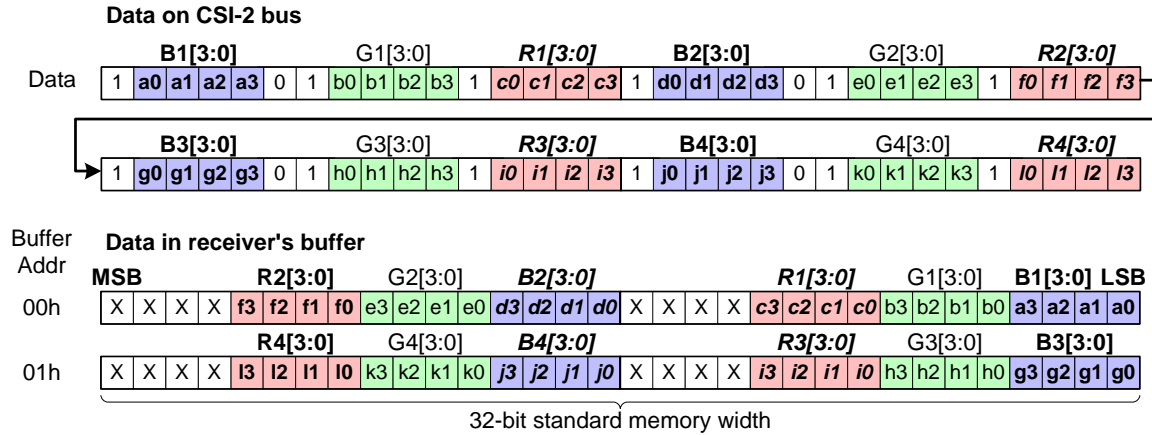 Data on CSI-2 bus
B1[3:0] G1[3:0] R1[3:0] B2[3:0] G2[3:0] R2[3:0]
Data 1 a0 a1 a2 a3 0 1 b0 b1 b2 b3 1 c0 c1 c2 c3 1 d0 d1 d2 d3 0 1 e0 e1 e2 e3 1 f0 f1 f2 f3
B3[3:0] G3[3:0] R3[3:0] B4[3:0] G4[3:0] R4[3:0]
1 g0 g1 g2 g3 0 1 h0 h1 h2 h3 1 i0 i1 i2 i3 1 j0 j1 j2 j3 0 1 k0 k1 k2 k3 1 l0 l1 l2 l3
Buffer Addr
Data in receiver's buffer
MSB R2[3:0] G2[3:0] B2[3:0] R1[3:0] G1[3:0] B1[3:0] LSB
00h X X X X f3 f2 f1 f0 e3 e2 e1 e0 d3 d2 d1 d0 X X X X c3 c2 c1 c0 b3 b2 b1 b0 a3 a2 a1 a0
R4[3:0] G4[3:0] B4[3:0] R3[3:0] G3[3:0] B3[3:0]
01h X X X X l3 l2 l1 l0 k3 k2 k1 k0 j3 j2 j1 j0 X X X X i3 i2 i1 i0 h3 h2 h1 h0 g3 g2 g1 g0
32-bit standard memory width